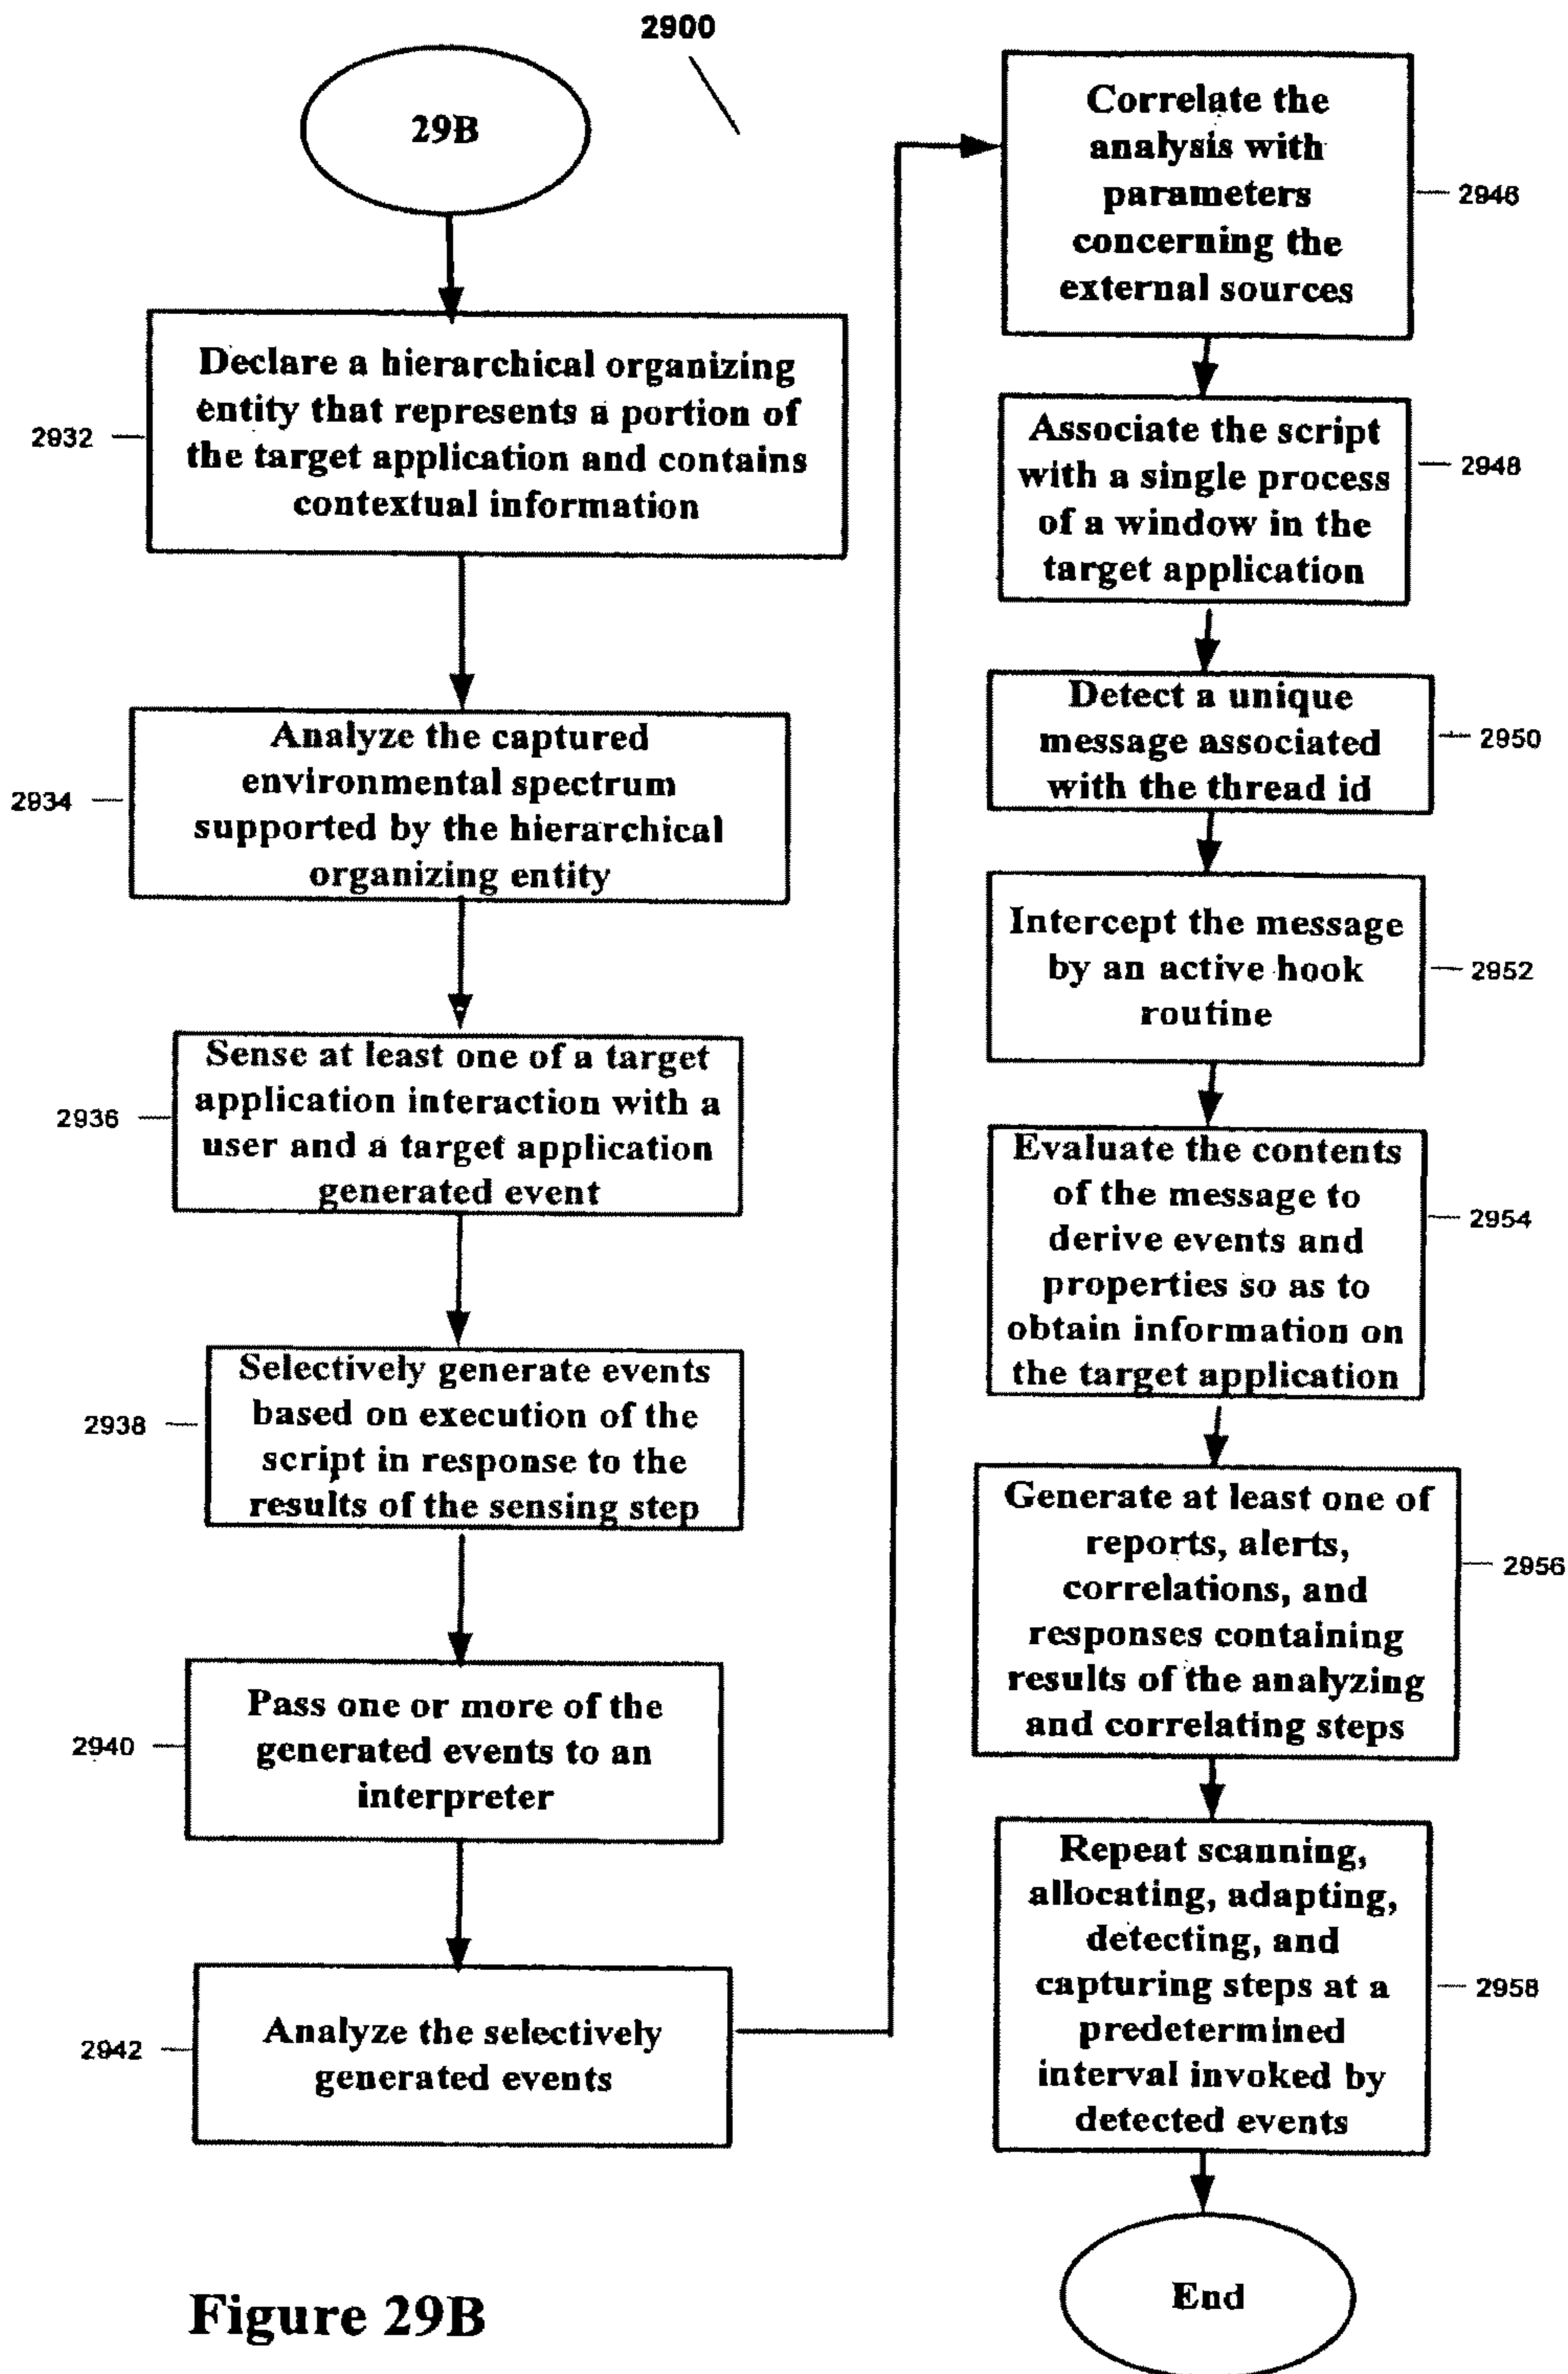 2900
29B
2932
Declare a hierarchical organizing
entity that represents a portion of
the target application and contains
contextual information
2934
Analyze the captured
environmental spectrum
supported by the hierarchical
organizing entity
2936
Sense at least one of a target
application interaction with a
user and a target application
generated event
2938
Selectively generate events
based on execution of the
script in response to the
results of the sensing step
2940
Pass one or more of the
generated events to an
interpreter
2942
Analyze the selectively
generated events
Correlate the
analysis with
parameters
concerning the
external sources
2946
Associate the script
with a single process
of a window in the
target application
2948
Detect a unique
message associated
with the thread id
2950
Intercept the message
by an active hook
routine
2952
Evaluate the contents
of the message to
derive events and
properties so as to
obtain information on
the target application
2954
Generate at least one of
reports, alerts,
correlations, and
responses containing
results of the analyzing
and correlating steps
2956
Repeat scanning,
allocating, adapting,
detecting, and
capturing steps at a
predetermined
interval invoked by
detected events
2958
End
Figure 29B